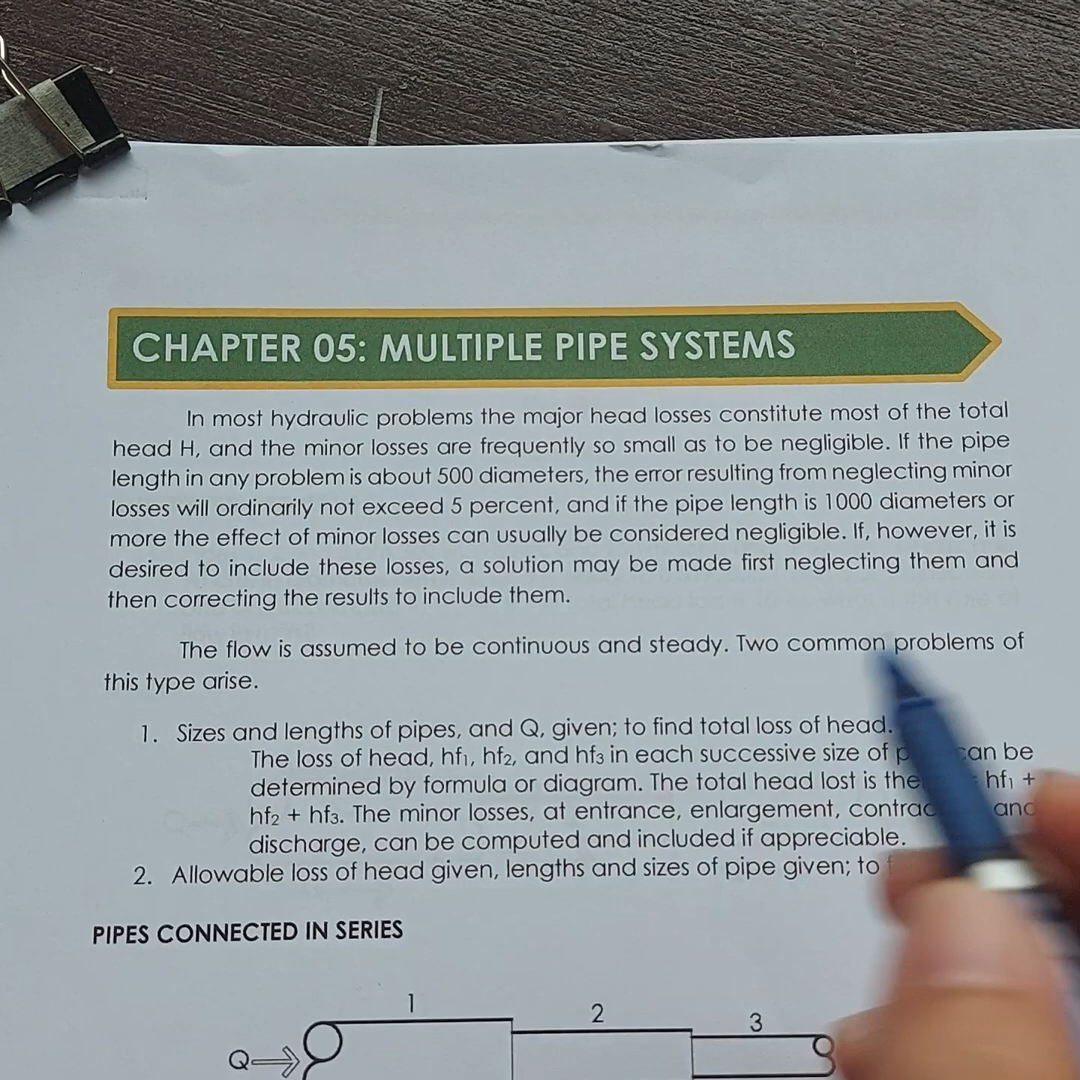 CHAPTER 05: MULTIPLE PIPE SYSTEMS
In most hydraulic problems the major head losses constitute most of the total
head H, and the minor losses are frequently so small as to be negligible. If the pipe
length in any problem is about 500 diameters, the error resulting from neglecting minor
losses will ordinarily not exceed 5 percent, and if the pipe length is 1000 diameters or
more the effect of minor losses can usually be considered negligible. If, however, it is
desired to include these losses, a solution may be made first neglecting them and
then correcting the results to include them.
The flow is assumed to be continuous and steady. Two common problems of
this type arise.
1. Sizes and lengths of pipes, and Q, given; to find total loss of head.
The loss of head, hf₁, hf₂, and hf₃ in each successive size of can be
determined by formula or diagram. The total head lost is hf₁ +
hf₂ + hf₃. The minor losses, at entrance, enlargement, and
discharge, can be computed and included if appreciable.
2. Allowable loss of head given, lengths and sizes of pipe given; to
PIPES CONNECTED IN SERIES
1
2
3
Q